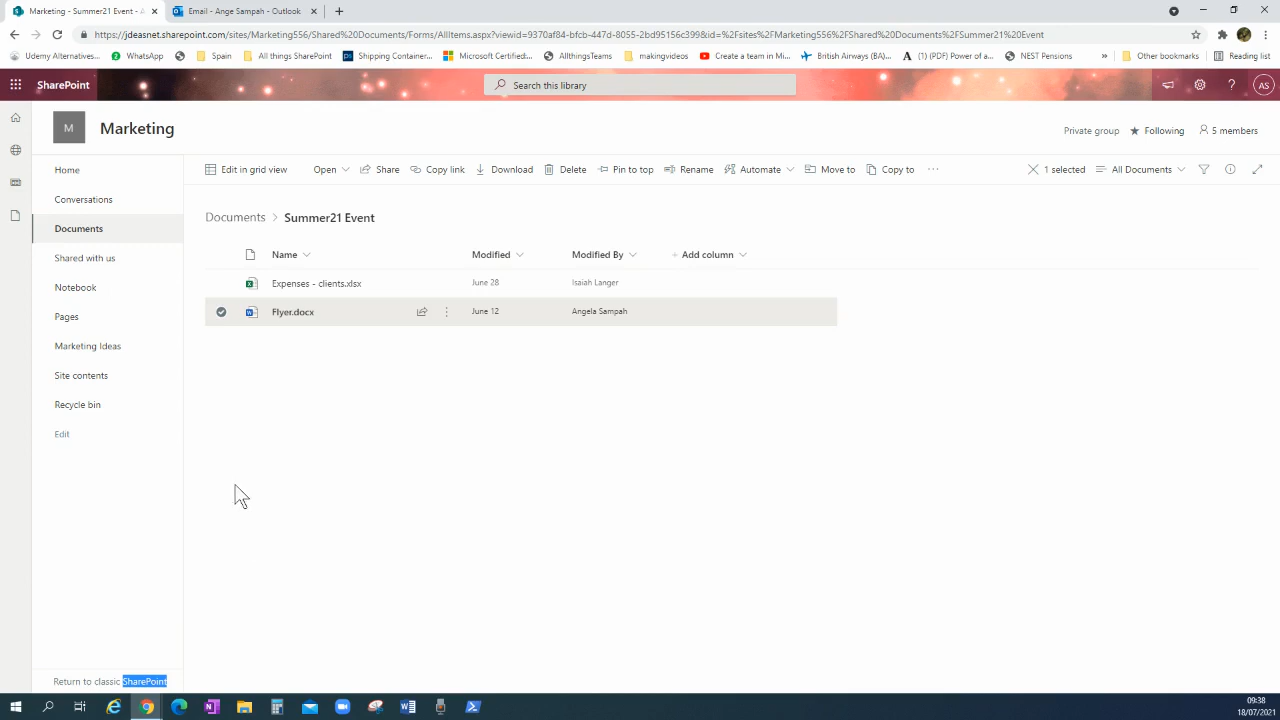 Marketing - Summer21 Event - A
Email - Ange Sampah - Outlook
https://jdeasnet.sharepoint.com/sites/Marketing556/Shared%20Documents/Forms/AllItems.aspx?viewid=9370af84-bfcb-447d-8055-2bd95156c399&id=%2Fsites%2FMarketing556%2FShared%20Documents%2FSummer21%20Event
Udemy Alternatives...
WhatsApp
Spain
All things SharePoint
Shipping Container...
Microsoft Certified...
AllthingsTeams
makingvideos
Create a team in Mi...
British Airways (BA)...
(1) (PDF) Power of a...
NEST Pensions
»
Other bookmarks
Reading list
SharePoint
Search this library
AS
M
Marketing
Private group
Following
5 members
Home
Conversations
Documents
Shared with us
Notebook
Pages
Marketing Ideas
Site contents
Recycle bin
Edit
Edit in grid view
Open
Share
Copy link
Download
Delete
Pin to top
Rename
Automate
Move to
Copy to
...
1 selected
All Documents
Documents > Summer21 Event
Name
Modified
Modified By
+ Add column
Expenses - clients.xlsx
June 28
Isaiah Langer
Flyer.docx
June 12
Angela Sampah
Return to classic SharePoint
09:38
18/07/2021